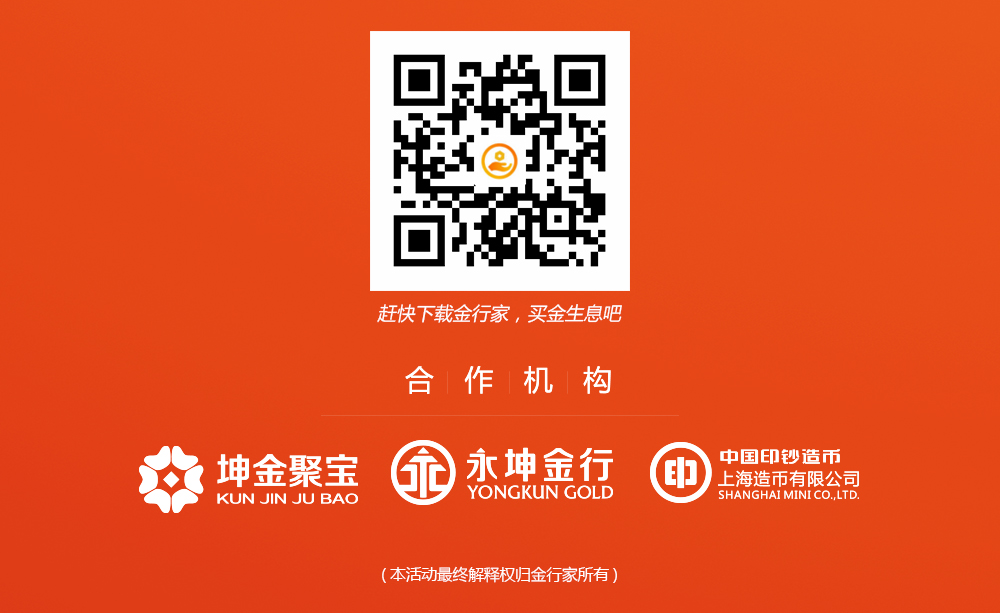 赶快下载金行家，买金生息吧
合作机构
坤金聚宝
KUN JIN JU BAO
永坤金行
YONGKUN GOLD
中国印钞造币
上海造币有限公司
SHANGHAI MINI CO.,LTD.
(本活动最终解释权归金行家所有)